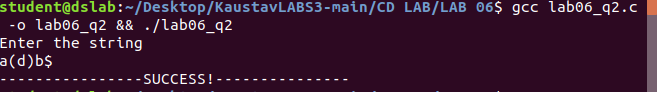 student@dslab:~/Desktop/KaustavLABS3-main/CD LAB/LAB 06$ gcc lab06_q2.c
 -o lab06_q2 && ./lab06_q2
Enter the string
a(d)b$
----------------SUCCESS!---------------